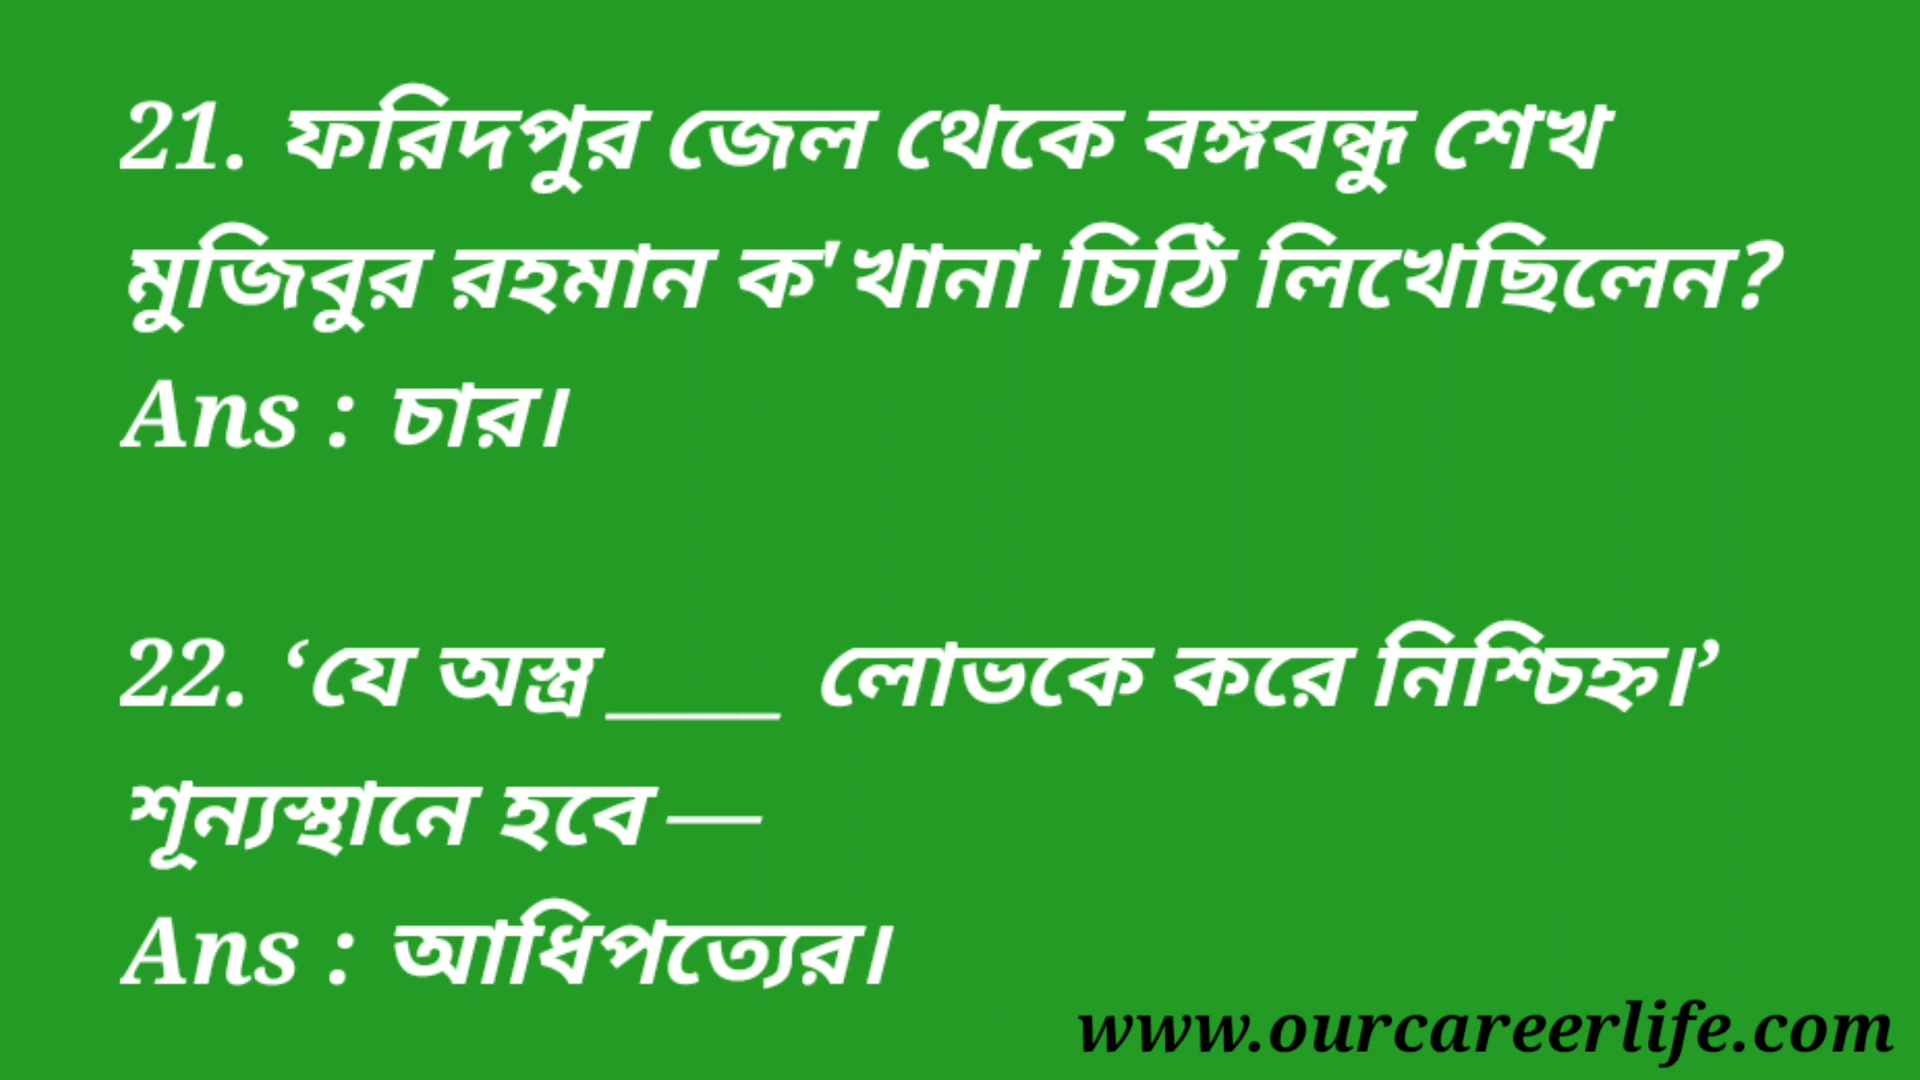 21. ফরিদপুর জেল থেকে বঙ্গবন্ধু শেখ
মুজিবুর রহমান ক'খানা চিঠি লিখেছিলেন?
Ans : চার।
22. ‘যে অস্ত্র ____ লোভকে করে নিশ্চিহ্ন।’
শূন্যস্থানে হবে —
Ans : আধিপত্যের।
www.ourcareerlife.com